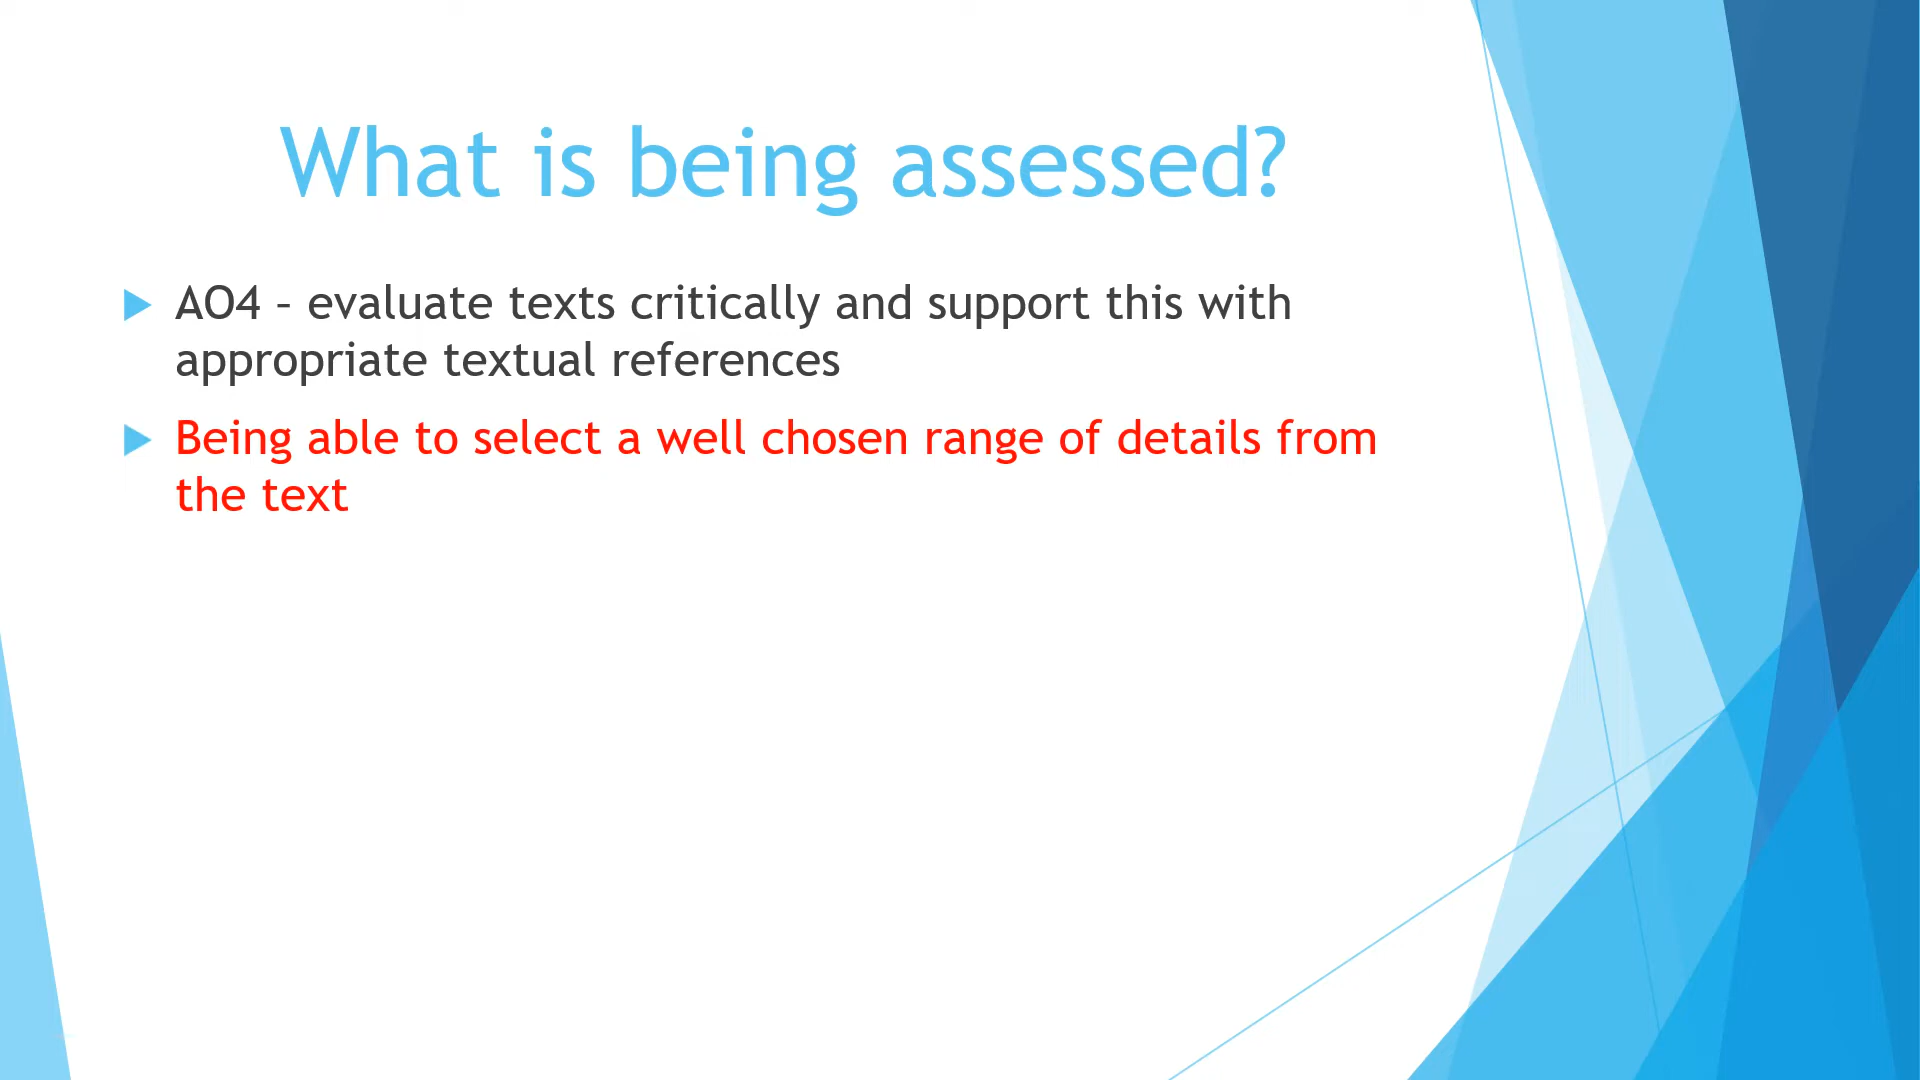 What is being assessed?
AO4 – evaluate texts critically and support this with
appropriate textual references
Being able to select a well chosen range of details from
the text